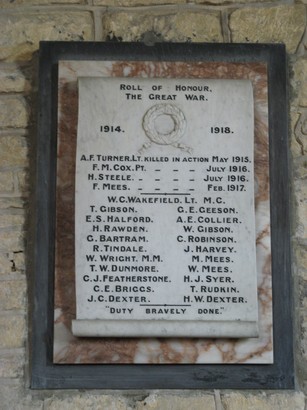 ROLL OF HONOUR.
THE GREAT WAR.
1914. 1918.
A.F. TURNER. LT. KILLED IN ACTION MAY 1915.
F.M. COX. PT. – – – – JULY 1916.
H. STEELE. – – – – JULY 1916.
F. MEES. – – – – FEB. 1917.
W.C. WAKEFIELD. LT. M.C.
T. GIBSON. G.E. GEESON.
E.S. HALFORD. A.E. COLLIER.
H. RAWDEN. W. GIBSON.
G. BARTRAM. C. ROBINSON.
R. TINDALE. J. HARVEY.
W. WRIGHT. M.M. M. MEES.
T.W. DUNMORE. W. MEES.
C.J. FEATHERSTONE. H.J. SYER.
C.E. BRIGGS. T. RUDKIN.
J.C. DEXTER. H.W. DEXTER.
"DUTY BRAVELY DONE."